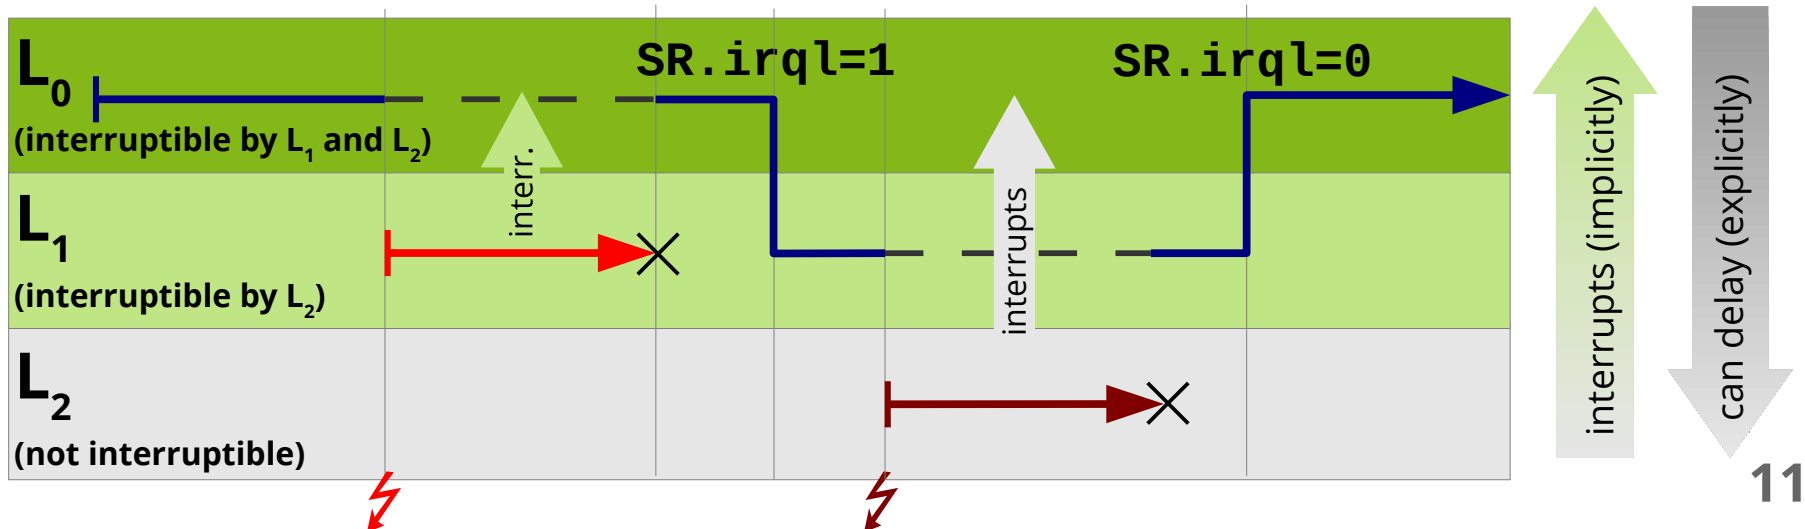 L0
SR.irql=1
SR.irql=0
(interruptible by L1 and L2)
interr.
L1
(interruptible by L2)
interrupts
L2
(not interruptible)
interrupts (implicitly)
can delay (explicitly)
11